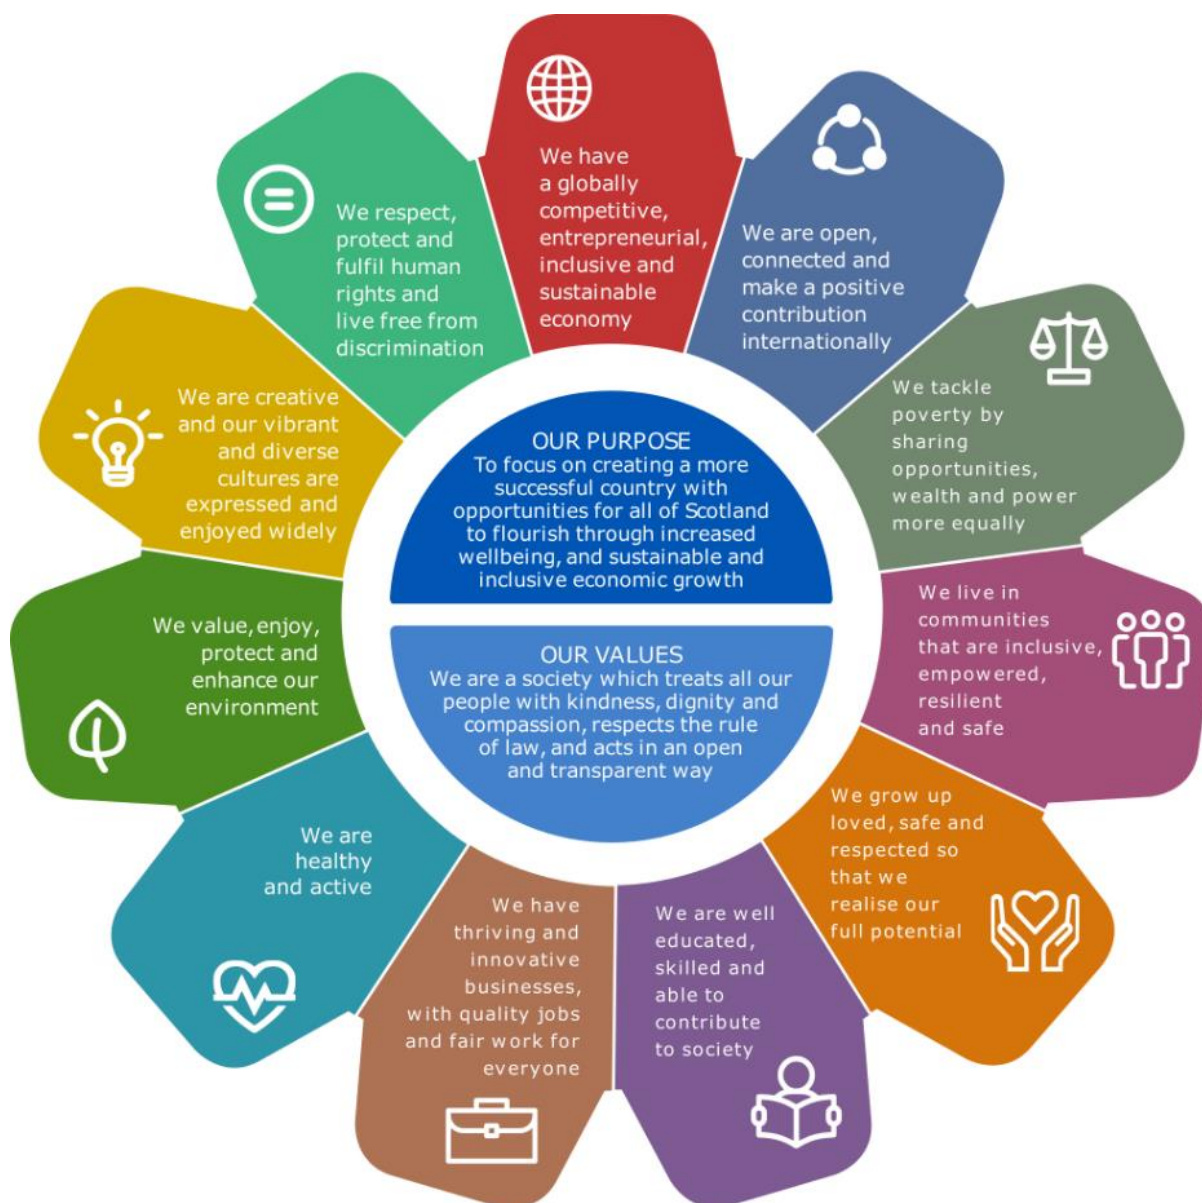 We have
a globally
competitive,
entrepreneurial,
inclusive and
sustainable
economy
We are open,
connected and
make a positive
contribution
internationally
We tackle
poverty by
sharing
opportunities,
wealth and power
more equally
We live in
communities
that are inclusive,
empowered,
resilient
and safe
We grow up
loved, safe and
respected so
that we
realise our
full potential
We are well
educated,
skilled and
able to
contribute
to society
We have
thriving and
innovative
businesses,
with quality jobs
and fair work for
everyone
We are
healthy
and active
We value, enjoy,
protect and
enhance our
environment
We are creative
and our vibrant
and diverse
cultures are
expressed and
enjoyed widely
We respect,
protect and
fulfil human
rights and
live free from
discrimination
OUR PURPOSE
To focus on creating a more
successful country with
opportunities for all of Scotland
to flourish through increased
wellbeing, and sustainable and
inclusive economic growth
OUR VALUES
We are a society which treats all our
people with kindness, dignity and
compassion, respects the rule
of law, and acts in an open
and transparent way